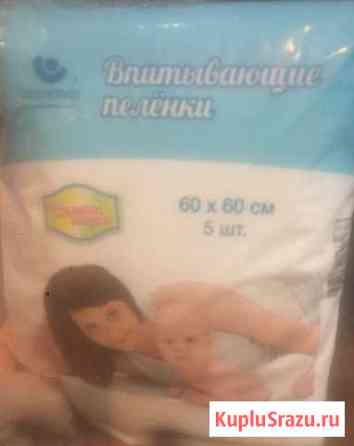 Впитывающие
пелёнки
60 х 60 см
5 шт.
KupluSrazu.ru